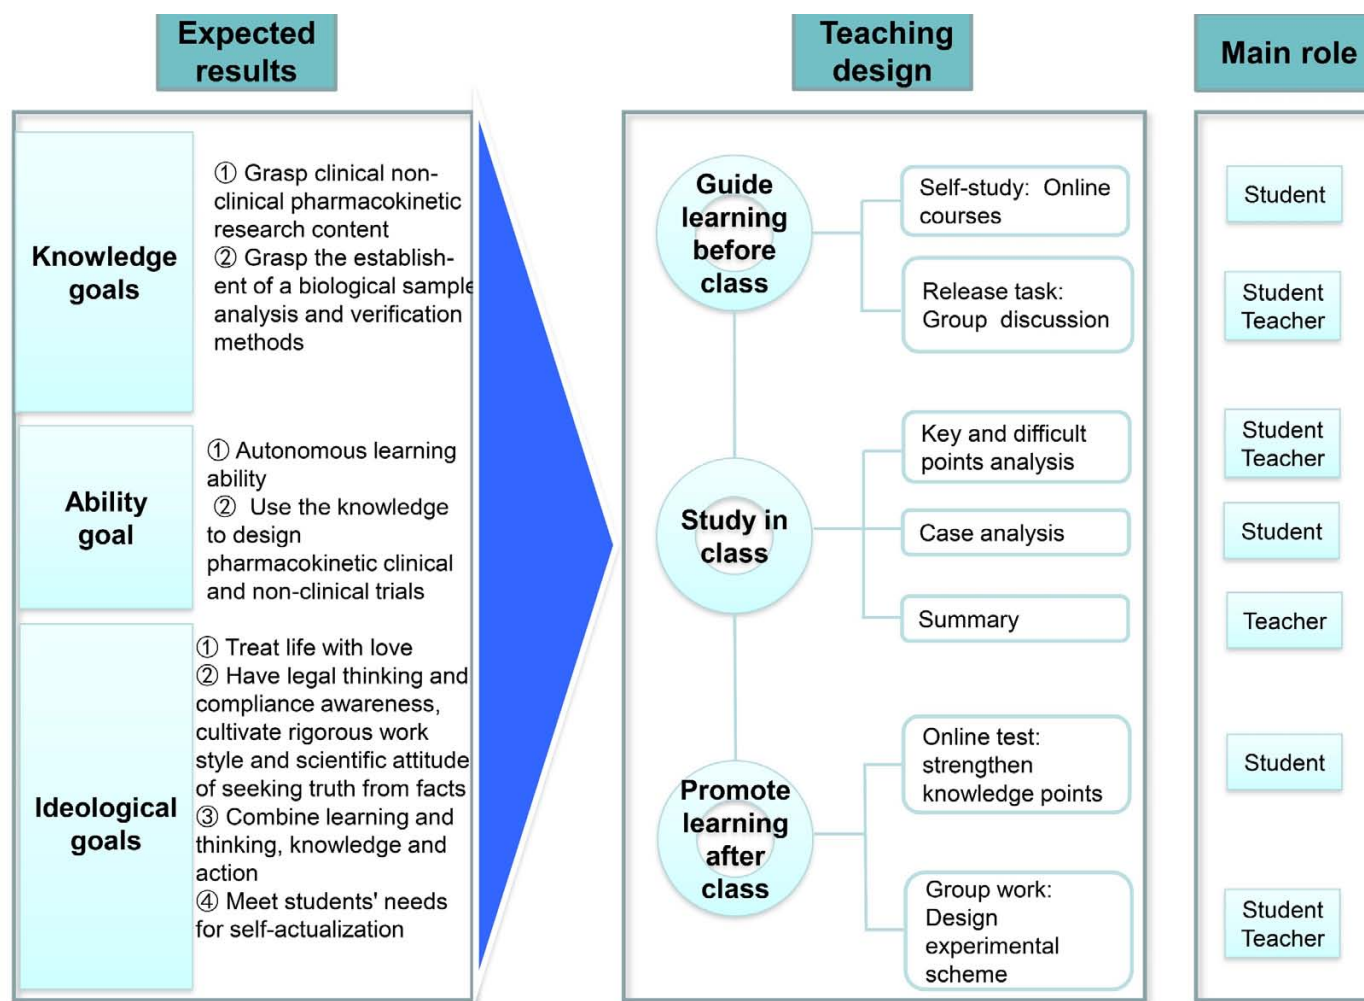 Expected
results
Teaching
design
Main role
Knowledge
goals
① Grasp clinical non-
clinical pharmacokinetic
research content
② Grasp the establish-
ent of a biological sample
analysis and verification
methods
Ability
goal
① Autonomous learning
ability
② Use the knowledge
to design
pharmacokinetic clinical
and non-clinical trials
Ideological
goals
① Treat life with love
② Have legal thinking and
compliance awareness,
cultivate rigorous work
style and scientific attitude
of seeking truth from facts
③ Combine learning and
thinking, knowledge and
action
④ Meet students' needs
for self-actualization
Guide
learning
before
class
Self-study: Online
courses
Release task:
Group discussion
Study in
class
Key and difficult
points analysis
Case analysis
Summary
Promote
learning
after
class
Online test:
strengthen
knowledge points
Group work:
Design
experimental
scheme
Student
Student
Teacher
Student
Teacher
Student
Teacher
Student
Student
Teacher